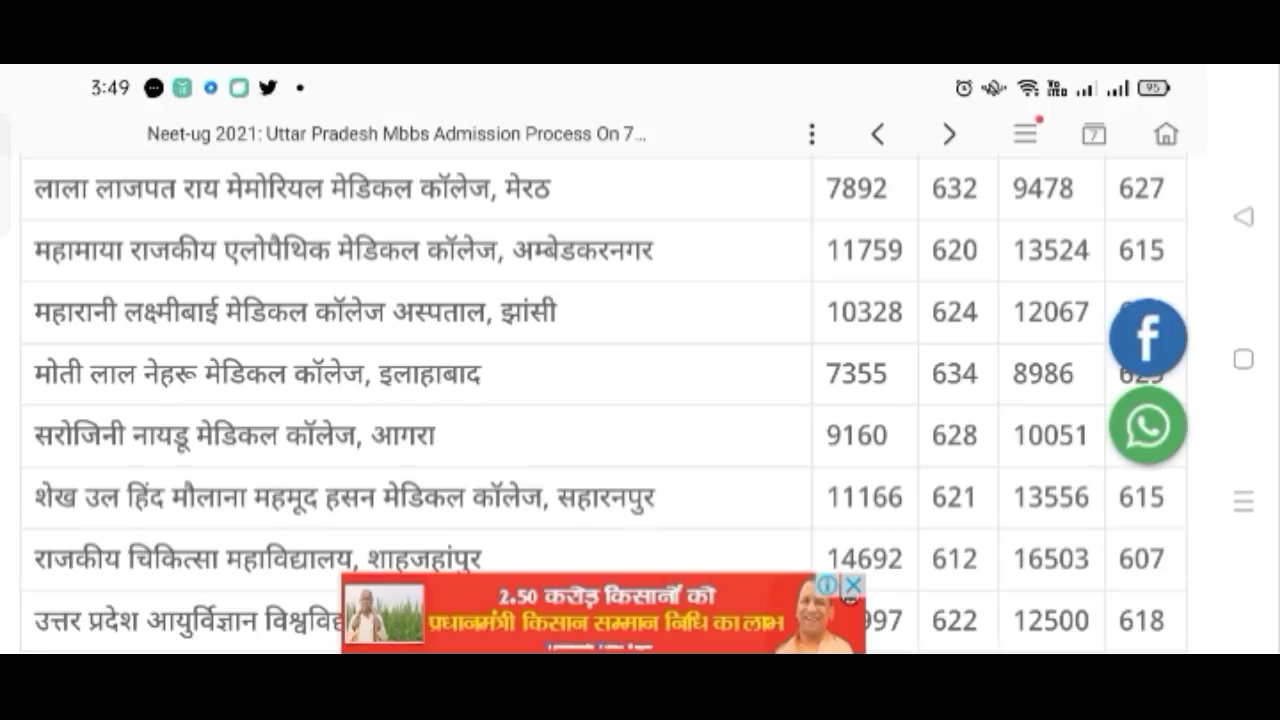 3:49
VO LTED
95
Neet-ug 2021: Uttar Pradesh Mbbs Admission Process On 7...
7
लाला लाजपत राय मेमोरियल मेडिकल कॉलेज, मेरठ 7892 632 9478 627
महामाया राजकीय एलोपैथिक मेडिकल कॉलेज, अम्बेडकरनगर 11759 620 13524 615
महारानी लक्ष्मीबाई मेडिकल कॉलेज अस्पताल, झांसी 10328 624 12067
मोती लाल नेहरू मेडिकल कॉलेज, इलाहाबाद 7355 634 8986
सरोजिनी नायडू मेडिकल कॉलेज, आगरा 9160 628 10051
शेख उल हिंद मौलाना महमूद हसन मेडिकल कॉलेज, सहारनपुर 11166 621 13556 615
राजकीय चिकित्सा महाविद्यालय, शाहजहांपुर 14692 612 16503 607
उत्तर प्रदेश आयुर्विज्ञान 622 12500 618
2.50 करोड़ किसानों को
प्रधानमंत्री किसान सम्मान निधि का लाभ